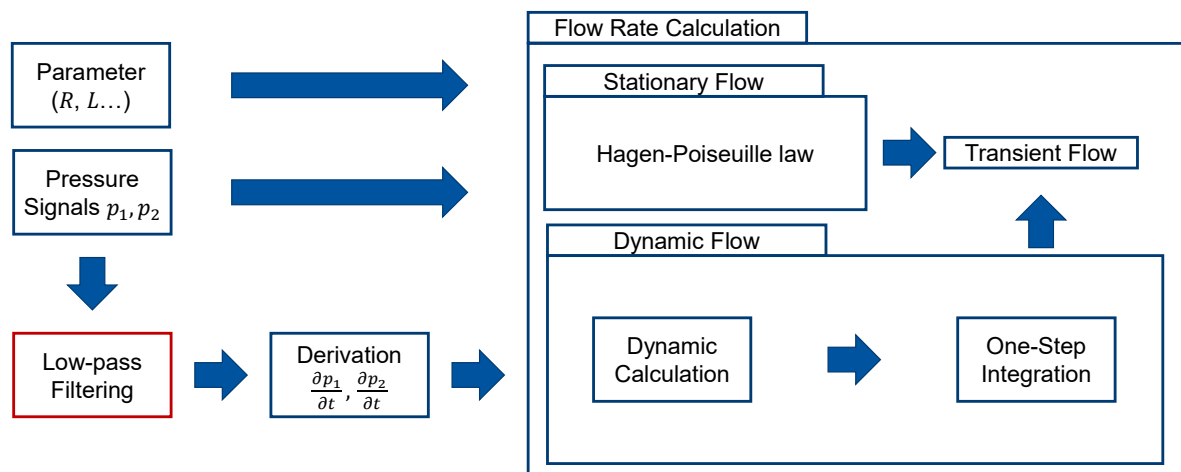 Flow Rate Calculation
Parameter
(R, L…)
Stationary Flow
Hagen-Poiseuille law
Transient Flow
Pressure
Signals p₁, p₂
Dynamic Flow
Low-pass
Filtering
Derivation
∂p₁/∂t, ∂p₂/∂t
Dynamic
Calculation
One-Step
Integration